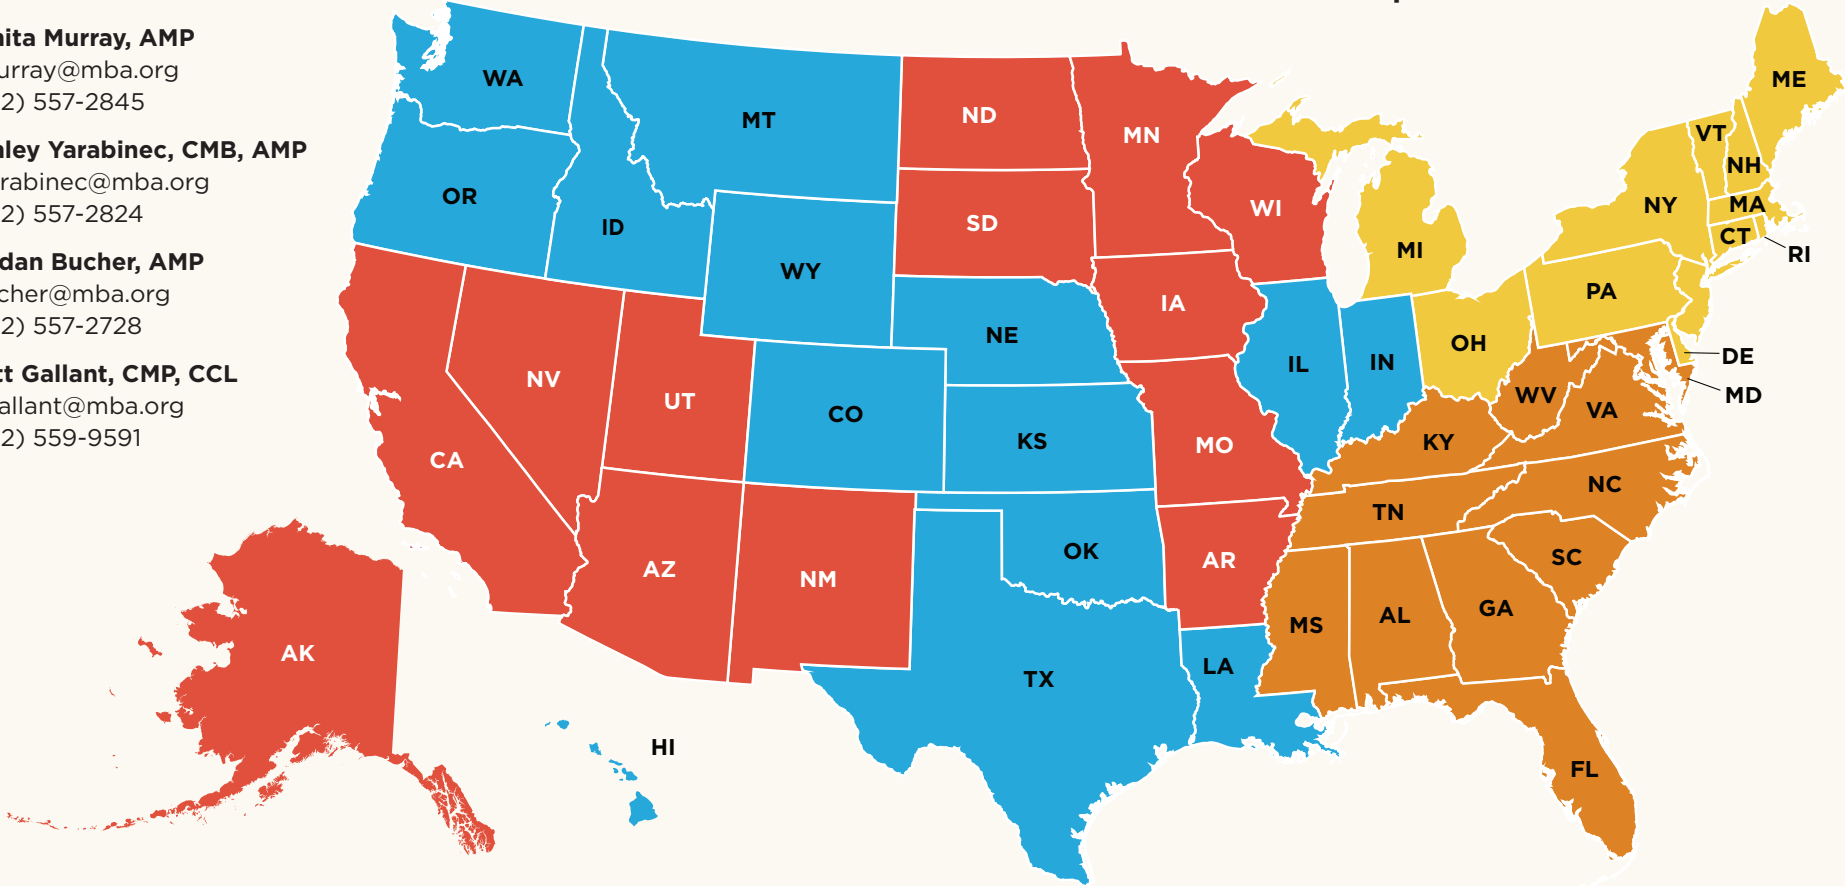 nita Murray, AMP
urray@mba.org
2) 557-2845
nley Yarabinec, CMB, AMP
rabinec@mba.org
2) 557-2824
dan Bucher, AMP
cher@mba.org
2) 557-2728
tt Gallant, CMP, CCL
allant@mba.org
2) 559-9591
WA
MT
ND
MN
ME
VT
NH
OR
ID
SD
WI
NY
MA
CT
RI
WY
MI
IA
PA
NE
OH
DE
IL
IN
MD
NV
UT
CO
WV
VA
CA
KS
MO
KY
NC
TN
AZ
NM
OK
AR
SC
GA
MS
AL
AK
TX
LA
HI
FL